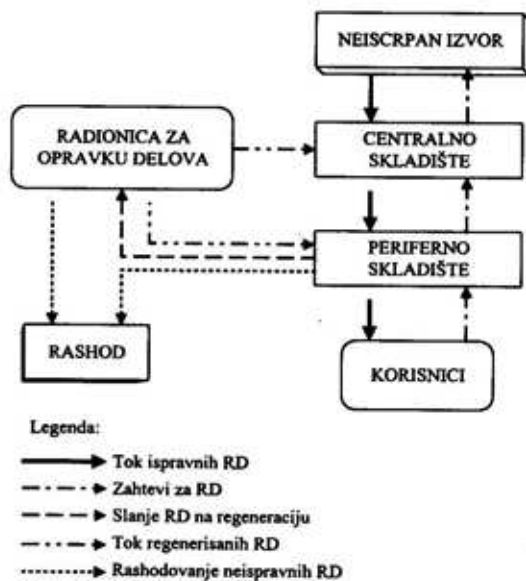 NEISCRPAN IZVOR
RADIONICA ZA
OPRAVKU DELOVA
CENTRALNO
SKLADIŠTE
PERIFERNO
SKLADIŠTE
RASHOD
KORISNICI
Legenda:
Tok ispravnih RD
Zahtevi za RD
Slanje RD na regeneraciju
Tok regenerisanih RD
Rashodovanje neispravnih RD